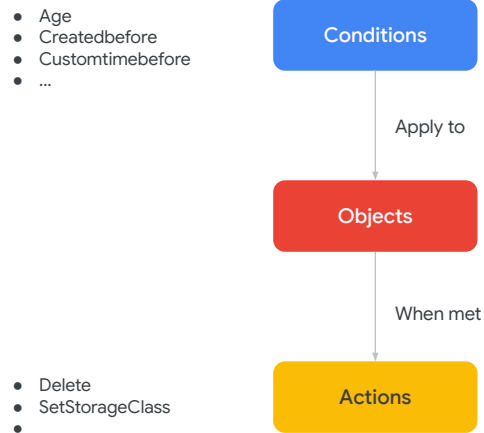 ● Age
● Createdbefore
● Customtimebefore
● ...
Conditions
Apply to
Objects
When met
● Delete
● SetStorageClass
●
Actions